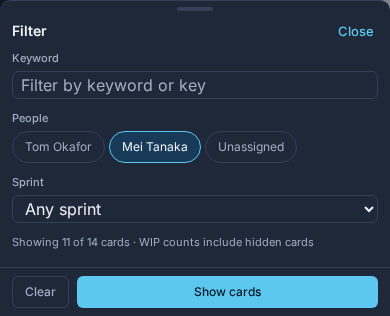 Filter
Close
Keyword
Filter by keyword or key
People
Tom Okafor
Mei Tanaka
Unassigned
Sprint
Any sprint
Showing 11 of 14 cards · WIP counts include hidden cards
Clear
Show cards